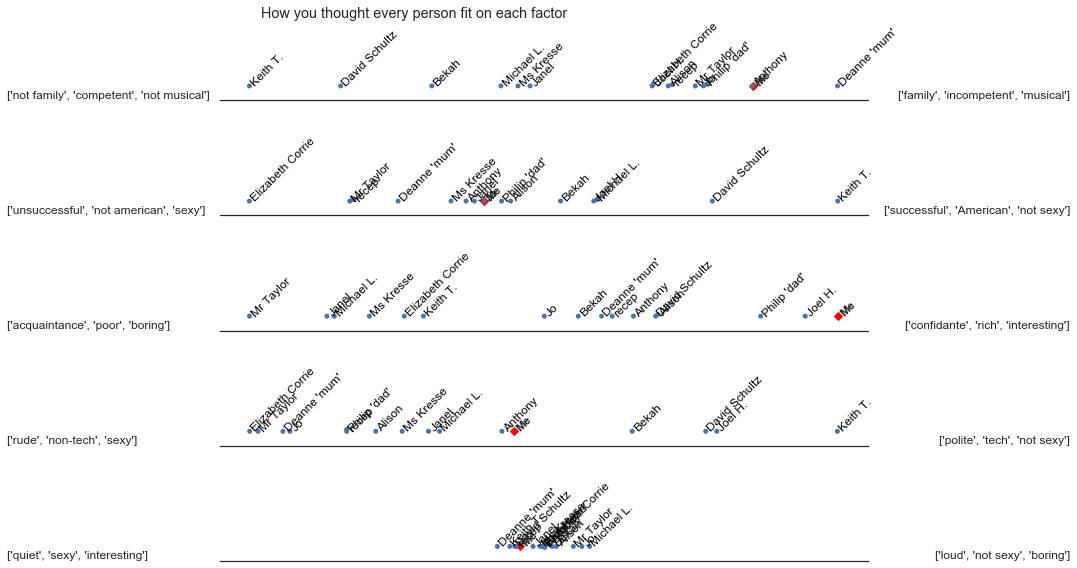 How you thought every person fit on each factor
['not family', 'competent', 'not musical']
Keith T.
David Schultz
Bekah
Michael L.
Ms Kresse
Janel
Elizabeth Corrie
Alison
recep
Mr Taylor
Philip 'dad'
Anthony
Me
Deanne 'mum'
['family', 'incompetent', 'musical']
['unsuccessful', 'not american', 'sexy']
Elizabeth Corrie
Mr Taylor
recep
Deanne 'mum'
Ms Kresse
Anthony
Me
Philip 'dad'
Alison
Bekah
Michael L.
David Schultz
Keith T.
['successful', 'American', 'not sexy']
['acquaintance', 'poor', 'boring']
Mr Taylor
Janel
Michael L.
Ms Kresse
Elizabeth Corrie
Keith T.
Jo
Bekah
Deanne 'mum'
recep
Anthony
David Schultz
Alison
Philip 'dad'
Joel H.
Me
['confidante', 'rich', 'interesting']
['rude', 'non-tech', 'sexy']
Elizabeth Corrie
Mr Taylor
Deanne 'mum'
Jo
Philip 'dad'
recep
Alison
Ms Kresse
Janel
Michael L.
Anthony
Me
Bekah
David Schultz
Joel H.
Keith T.
['polite', 'tech', 'not sexy']
['quiet', 'sexy', 'interesting']
Deanne 'mum'
Schultz
Janel
Corrie
Mr Taylor
Jo
Michael L.
['loud', 'not sexy', 'boring']